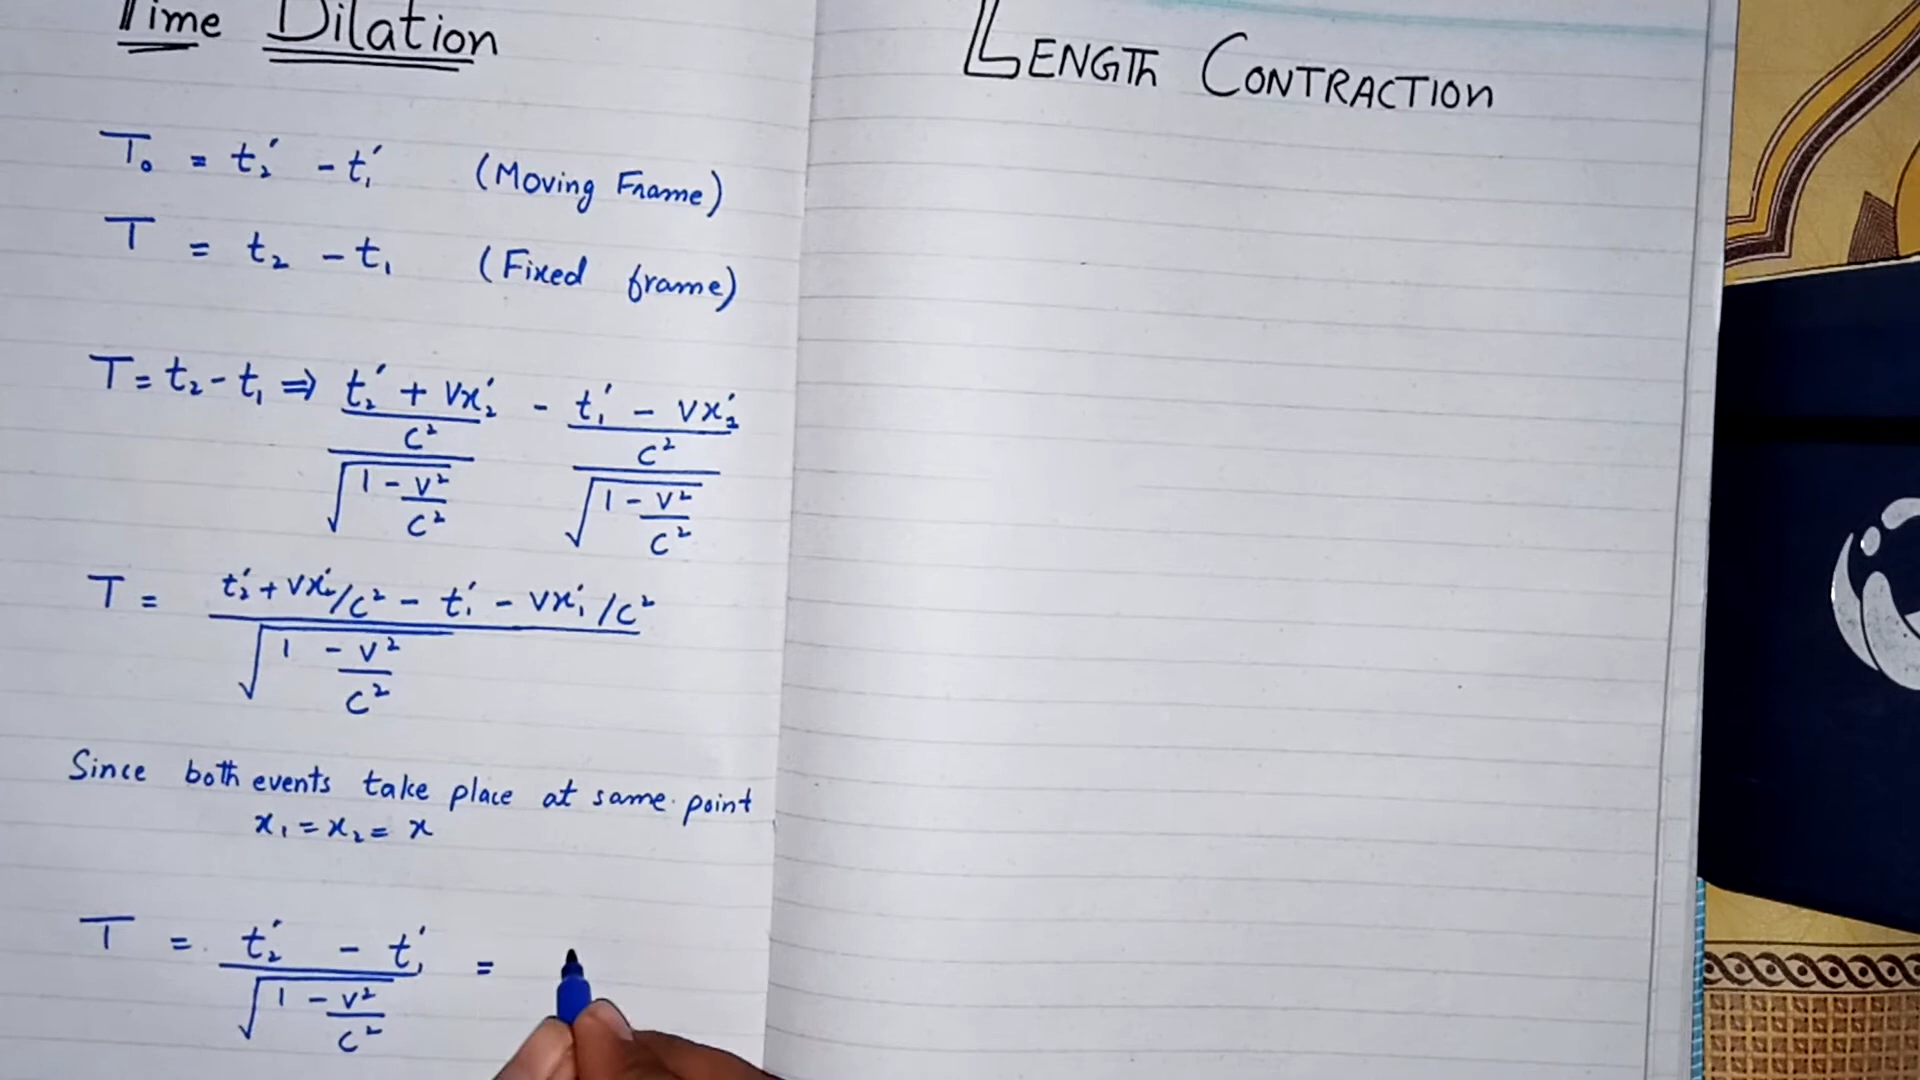 Time Dilation
T₀ = t₂′ - t₁′ (Moving Frame)
T = t₂ - t₁ (Fixed frame)
T = t₂ - t₁ ⇒ (t₂′ + vx₂′/c²)/√(1 - v²/c²) - (t₁′ - vx₁′/c²)/√(1 - v²/c²)
T = (t₂′ + vx₂′/c² - t₁′ - vx₁′/c²)/√(1 - v²/c²)
Since both events take place at same point
x₁ = x₂ = x
T = (t₂′ - t₁′)/√(1 - v²/c²) =
LENGTH CONTRACTION